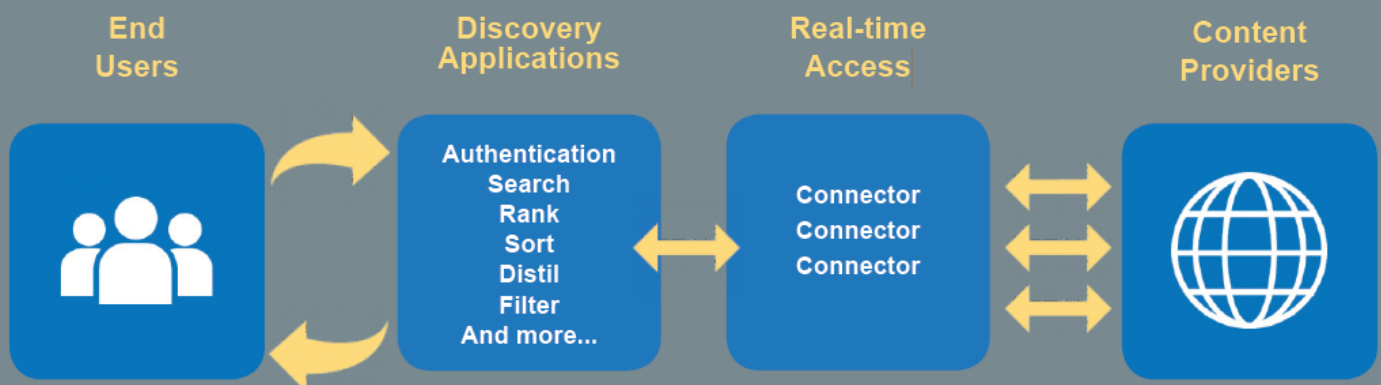 End
Users
Discovery
Applications
Real-time
Access
Content
Providers
Authentication
Search
Rank
Sort
Distil
Filter
And more...
Connector
Connector
Connector